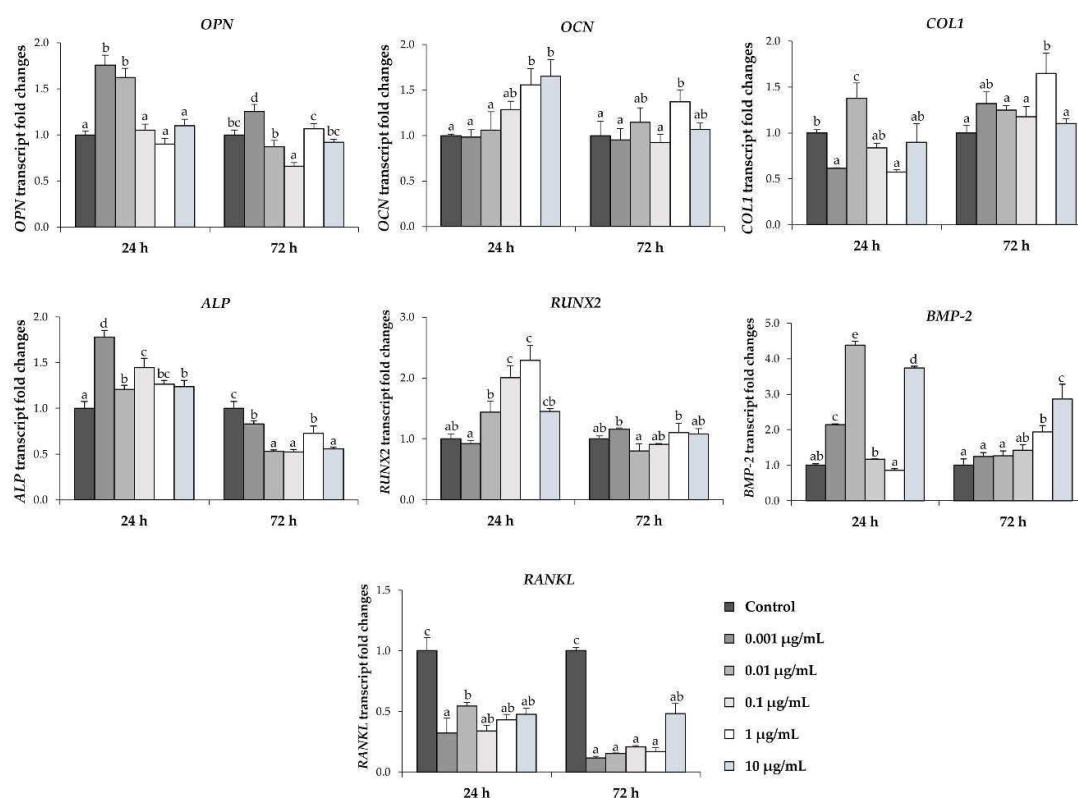 OPN
OPN transcript fold changes
2.0
1.5
1.0
0.5
0.0
a b b a a a
bc d b a c bc
24 h 72 h
OCN
OCN transcript fold changes
2.0
1.5
1.0
0.5
0.0
a a a ab b b
a a ab a b ab
24 h 72 h
COL1
COL1 transcript fold changes
2.0
1.5
1.0
0.5
0.0
b a c ab a ab
a ab a a b a
24 h 72 h
ALP
ALP transcript fold changes
2.0
1.5
1.0
0.5
0.0
a d b c bc b
c b a a b a
24 h 72 h
RUNX2
RUNX2 transcript fold changes
3.0
2.0
1.0
0.0
ab a b c c cb
ab b a ab b ab
24 h 72 h
BMP-2
BMP-2 transcript fold changes
5.0
4.0
3.0
2.0
1.0
0.0
ab c e b a d
a a a ab b c
24 h 72 h
RANKL
RANKL transcript fold changes
1.5
1.0
0.5
0.0
c a b ab ab ab
c a a a a ab
24 h 72 h
Control
0.001 µg/mL
0.01 µg/mL
0.1 µg/mL
1 µg/mL
10 µg/mL